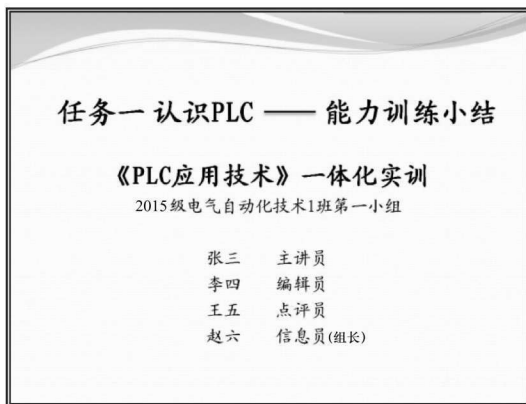 任务一 认识PLC —— 能力训练小结
《PLC应用技术》一体化实训
2015级电气自动化技术1班第一小组
张三 主讲员
李四 编辑员
王五 点评员
赵六 信息员(组长)